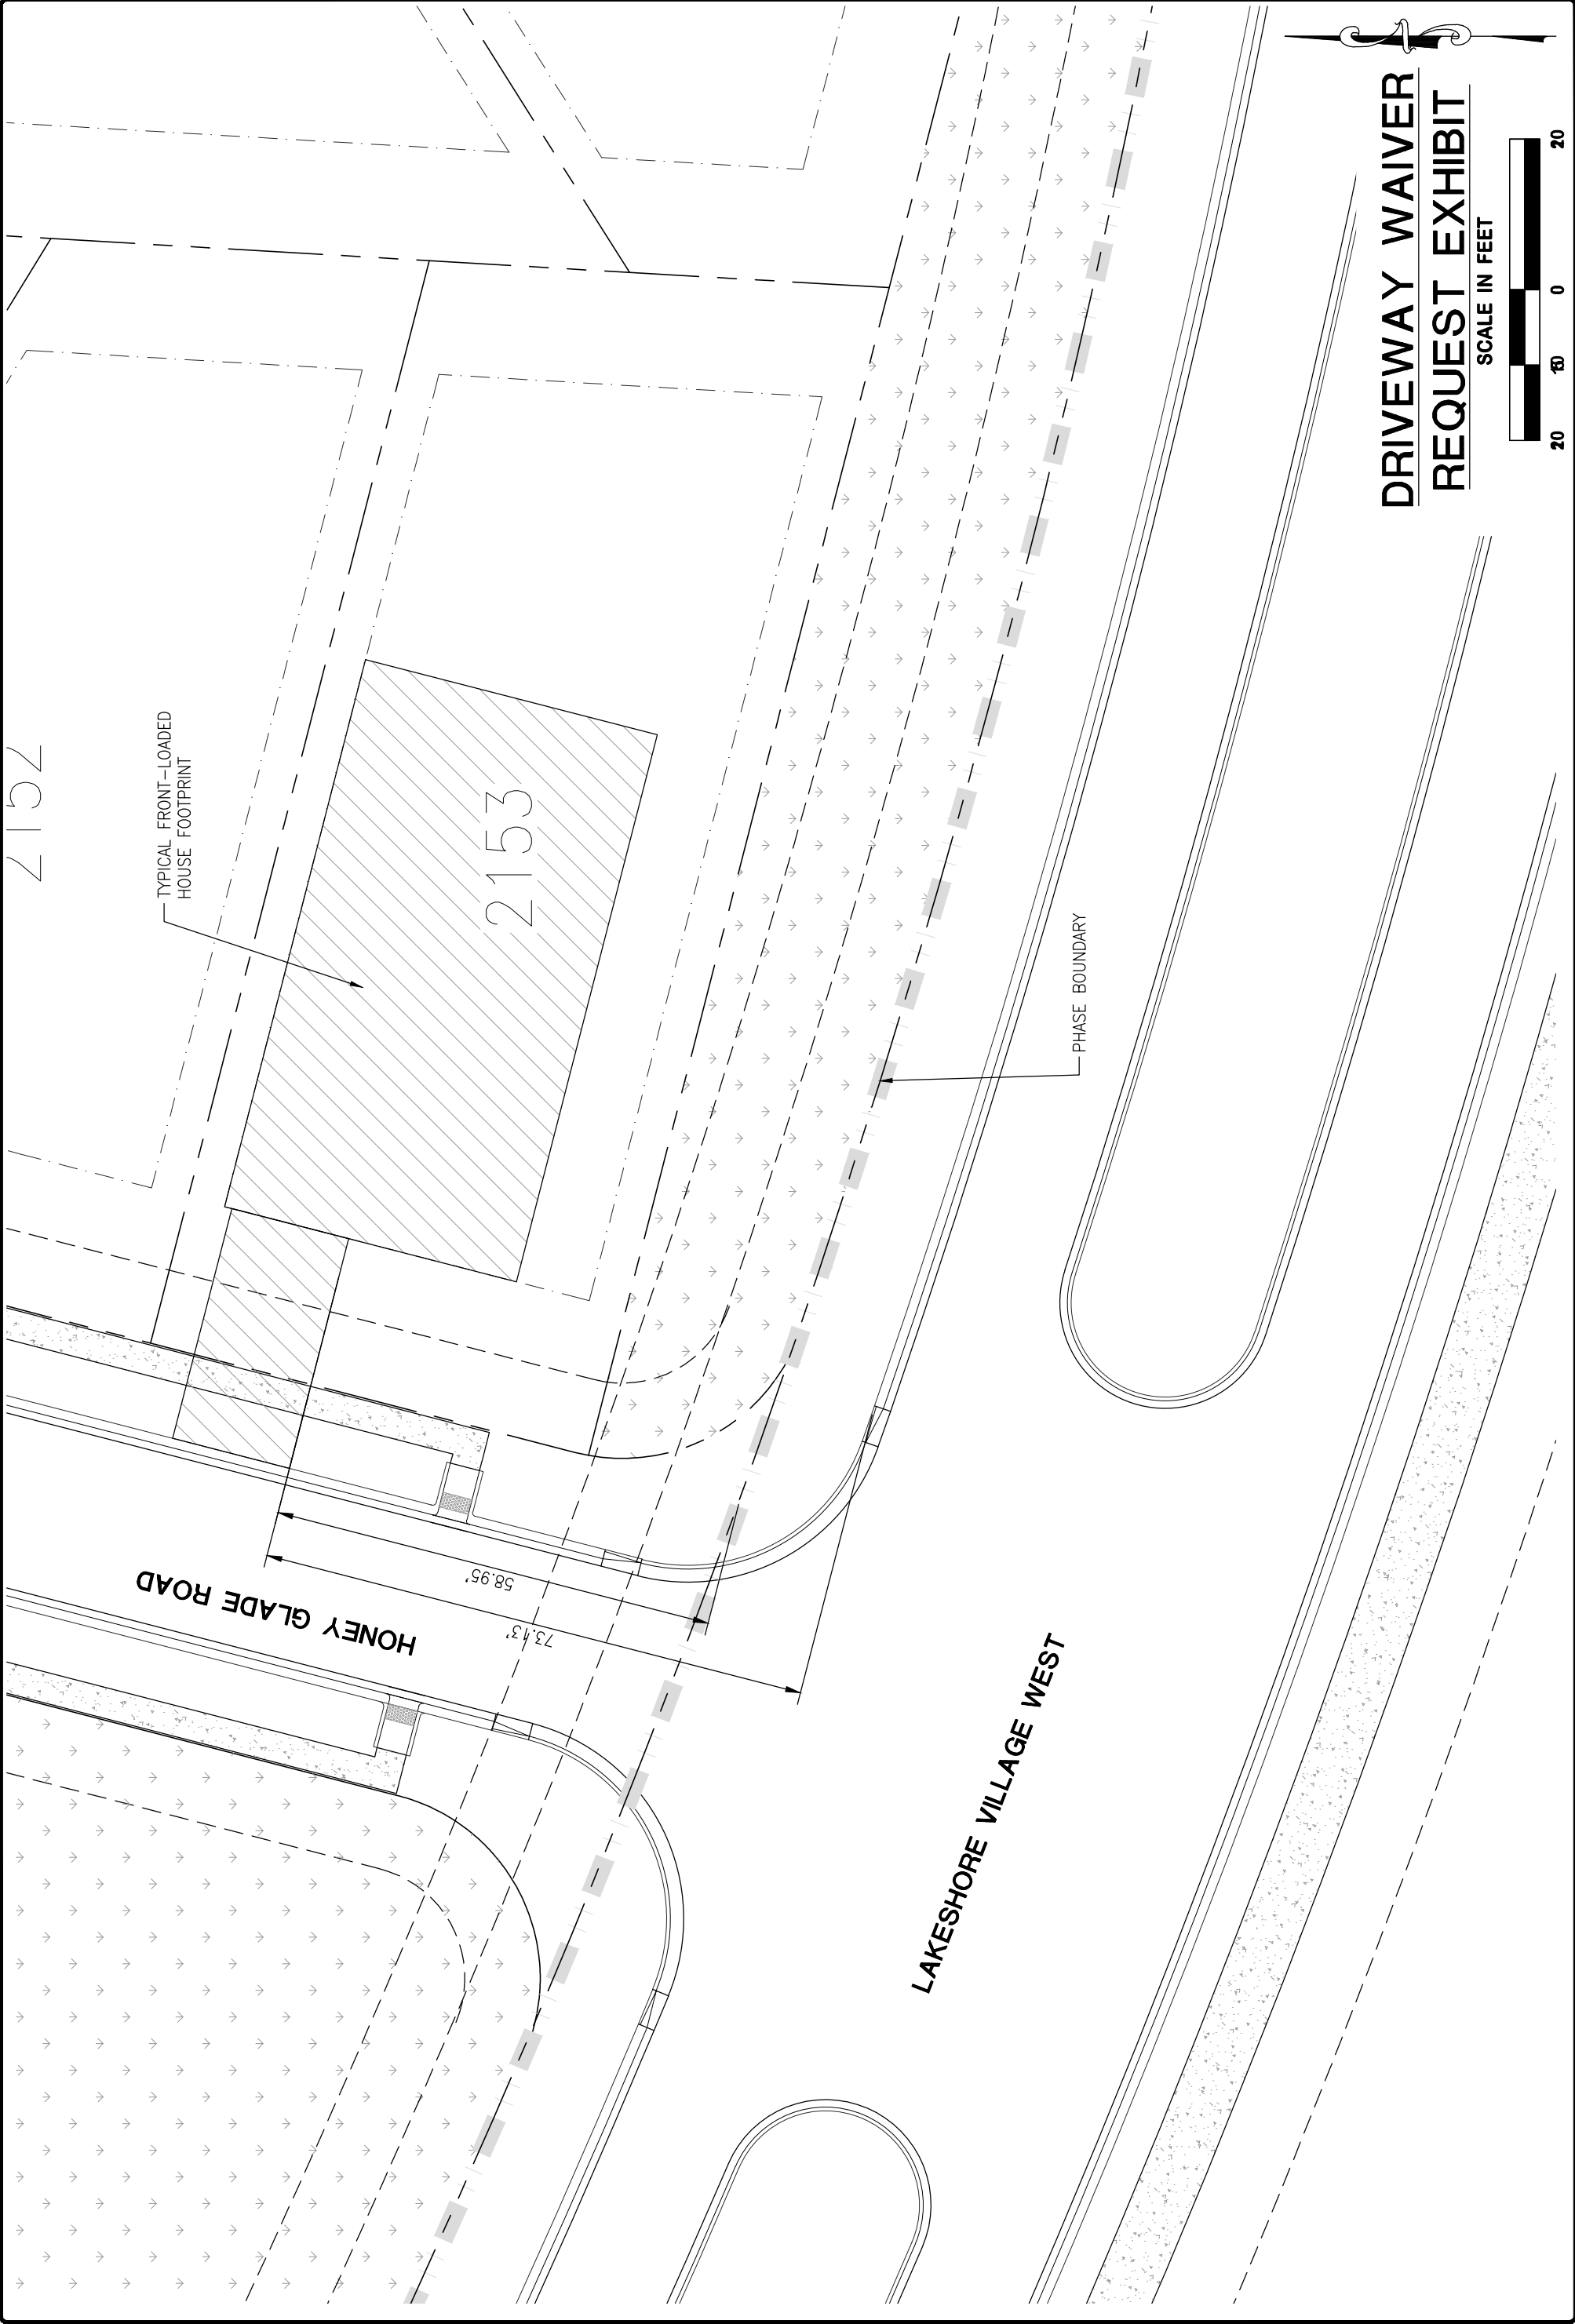 DRIVEWAY WAIVER
REQUEST EXHIBIT
SCALE IN FEET
20
0
20
N
2152
TYPICAL FRONT-LOADED
HOUSE FOOTPRINT
2153
PHASE BOUNDARY
58.95'
73.13'
HONEY GLADE ROAD
LAKESHORE VILLAGE WEST